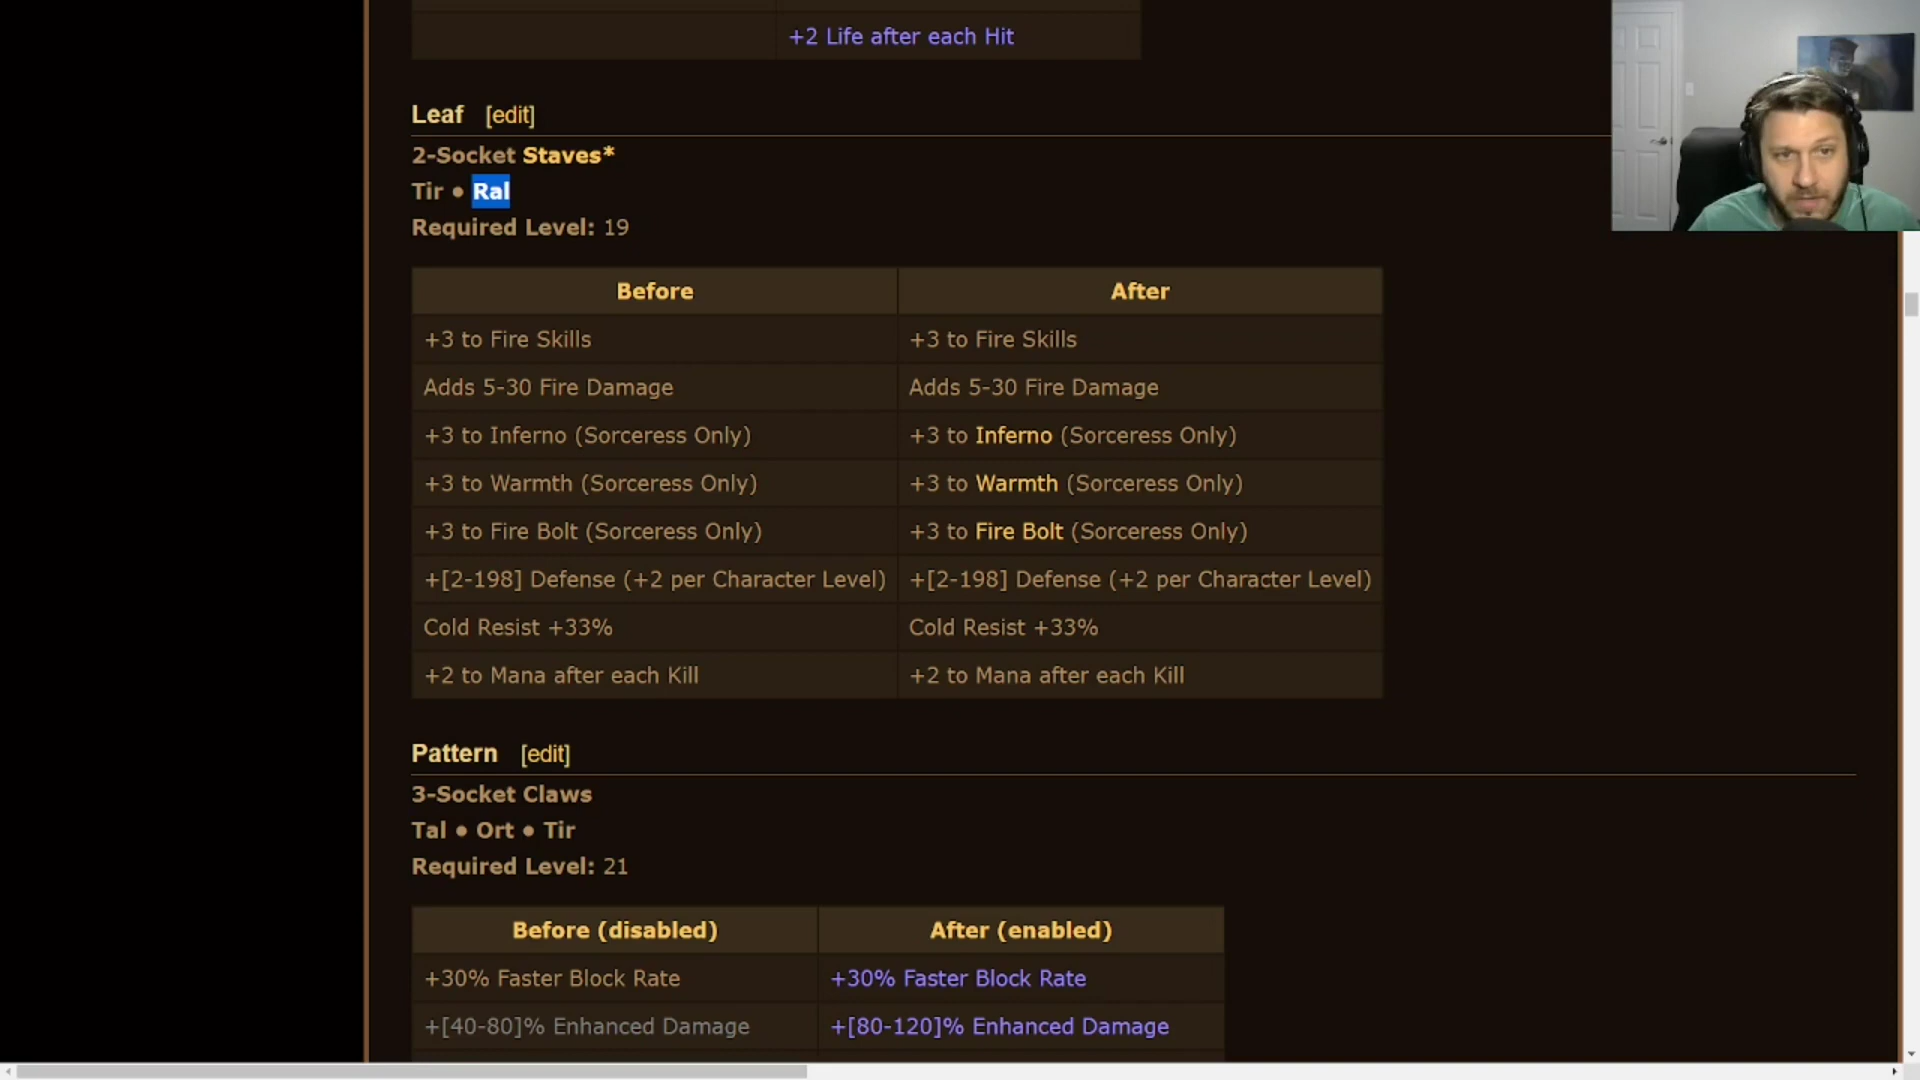 +2 Life after each Hit
Leaf [edit]
2-Socket Staves*
Tir • Ral
Required Level: 19
Before After
+3 to Fire Skills +3 to Fire Skills
Adds 5-30 Fire Damage Adds 5-30 Fire Damage
+3 to Inferno (Sorceress Only) +3 to Inferno (Sorceress Only)
+3 to Warmth (Sorceress Only) +3 to Warmth (Sorceress Only)
+3 to Fire Bolt (Sorceress Only) +3 to Fire Bolt (Sorceress Only)
+[2-198] Defense (+2 per Character Level) +[2-198] Defense (+2 per Character Level)
Cold Resist +33% Cold Resist +33%
+2 to Mana after each Kill +2 to Mana after each Kill
Pattern [edit]
3-Socket Claws
Tal • Ort • Tir
Required Level: 21
Before (disabled) After (enabled)
+30% Faster Block Rate +30% Faster Block Rate
+[40-80]% Enhanced Damage +[80-120]% Enhanced Damage